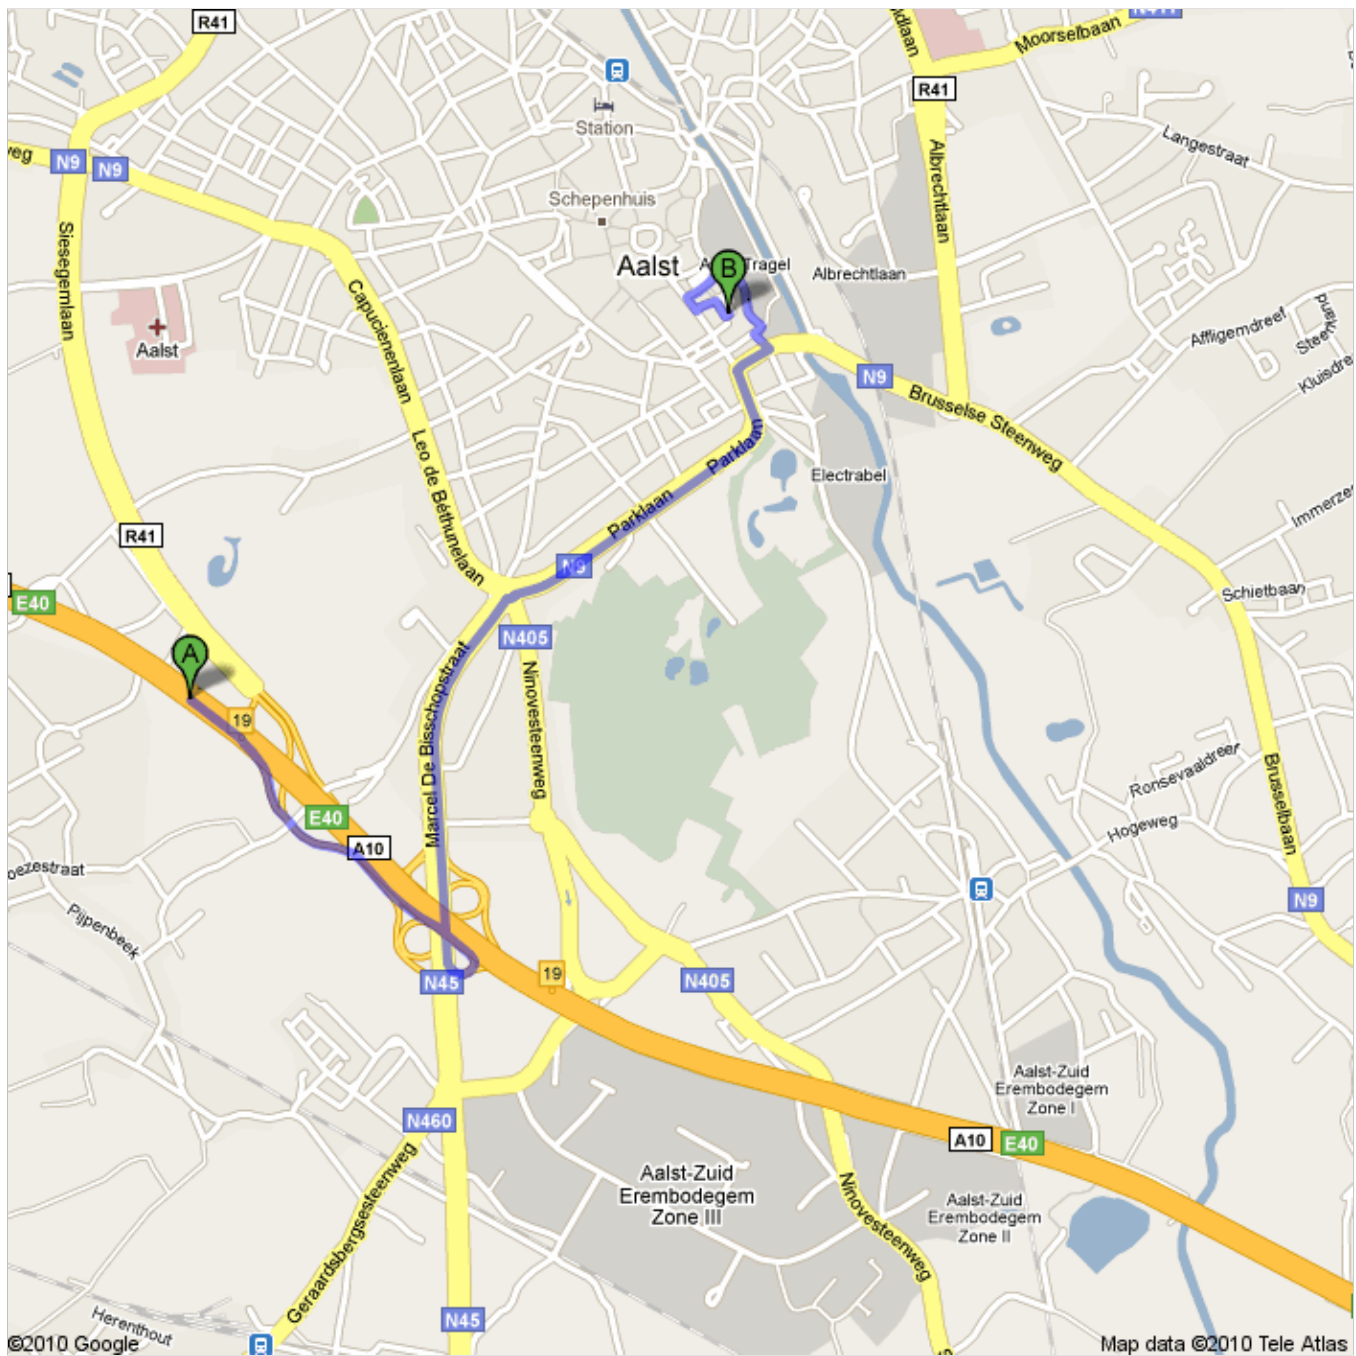 R41
N411
Moorselbaan
R41
Station
Langestraat
N9
N9
Schepenhuis
Albrechtlaan
Siesegemlaan
Aalst
B
Tragel
Albrechtlaan
Capucienenlaan
Affligemdreef
Aalst
N9
Brusselse Steenweg
Leo de Béthunelaan
Parklaan
Parklaan
Electrabel
R41
N9
Schietbaan
E40
N405
A
Marcel De Bisschopstraat
Ninovesteenweg
19
Ronsevaaldreef
Brusselbaan
Hogeweg
E40
A10
Pijpenbeek
N9
N45
19
N405
Aalst-Zuid
Erembodegem
Zone I
N460
A10
E40
Aalst-Zuid
Erembodegem
Zone III
Aalst-Zuid
Erembodegem
Zone II
Ninovesteenweg
Geraardsbergsesteenweg
Herenthout
N45
©2010 Google
Map data ©2010 Tele Atlas